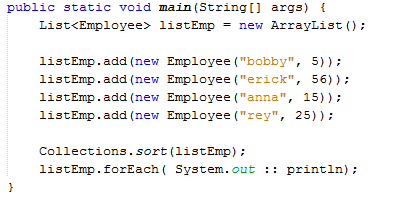 public static void main(String[] args) {
List<Employee> listEmp = new ArrayList();
listEmp.add(new Employee("bobby", 5));
listEmp.add(new Employee("erick", 56));
listEmp.add(new Employee("anna", 15));
listEmp.add(new Employee("rey", 25));
Collections.sort(listEmp);
listEmp.forEach( System.out :: println);
}